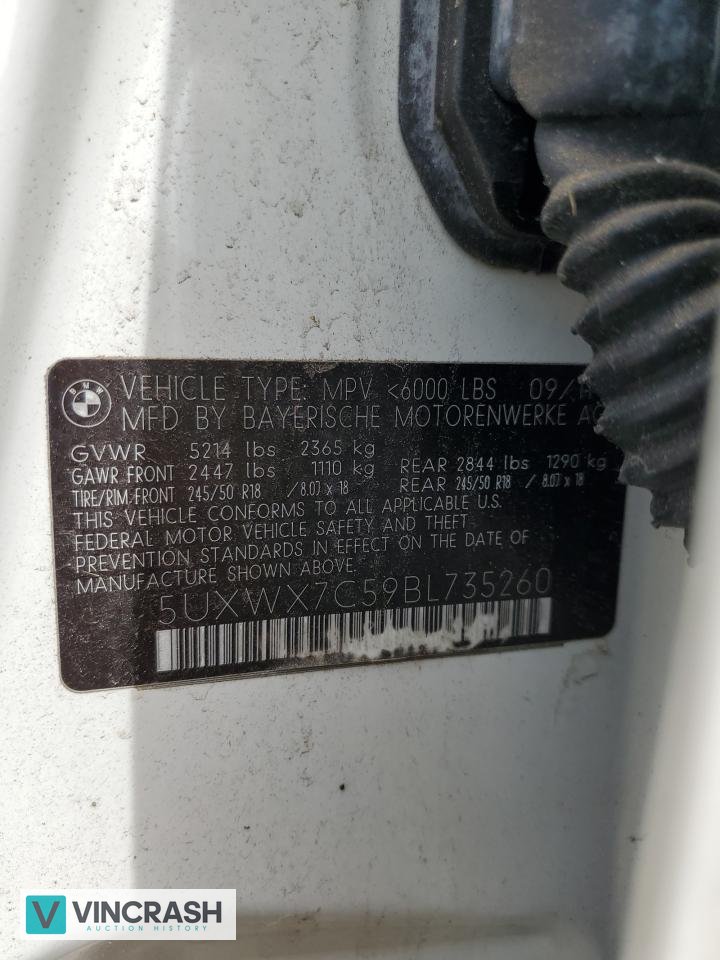 BMW
VEHICLE TYPE: MPV <6000 LBS 09/
MFD BY BAYERISCHE MOTORENWERKE
GVWR 5214 lbs 2365 kg
GAWR FRONT 2447 lbs 1110 kg REAR 2844 lbs 1290 kg
TIRE/RIM-FRONT 245/50 R18 / 8.0J x 18 REAR 245/50 R18 / 8.0J x 18
THIS VEHICLE CONFORMS TO ALL APPLICABLE U.S.
FEDERAL MOTOR VEHICLE SAFETY AND THEFT
PREVENTION STANDARDS IN EFFECT ON THE DATE OF
MANUFACTURE SHOWN ABOVE.
5UXWX7C59BL735260
V VINCRASH
AUCTION HISTORY